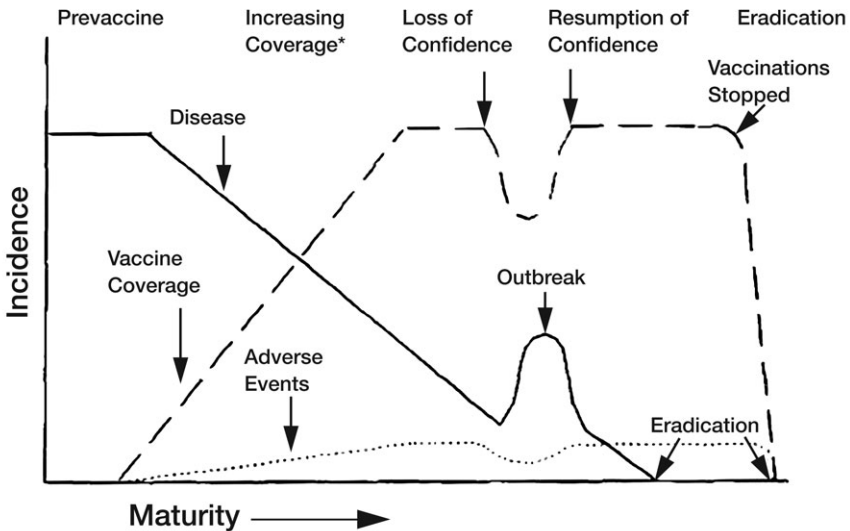 Prevaccine
Increasing
Coverage*
Loss of
Confidence
Resumption of
Confidence
Eradication
Vaccinations
Stopped
Disease
Vaccine
Coverage
Outbreak
Adverse
Events
Eradication
Incidence
Maturity